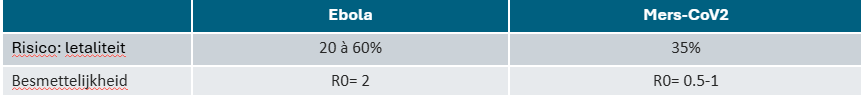 Ebola Mers-CoV2
Risico: letaliteit 20 à 60% 35%
Besmettelijkheid R0= 2 R0= 0.5-1